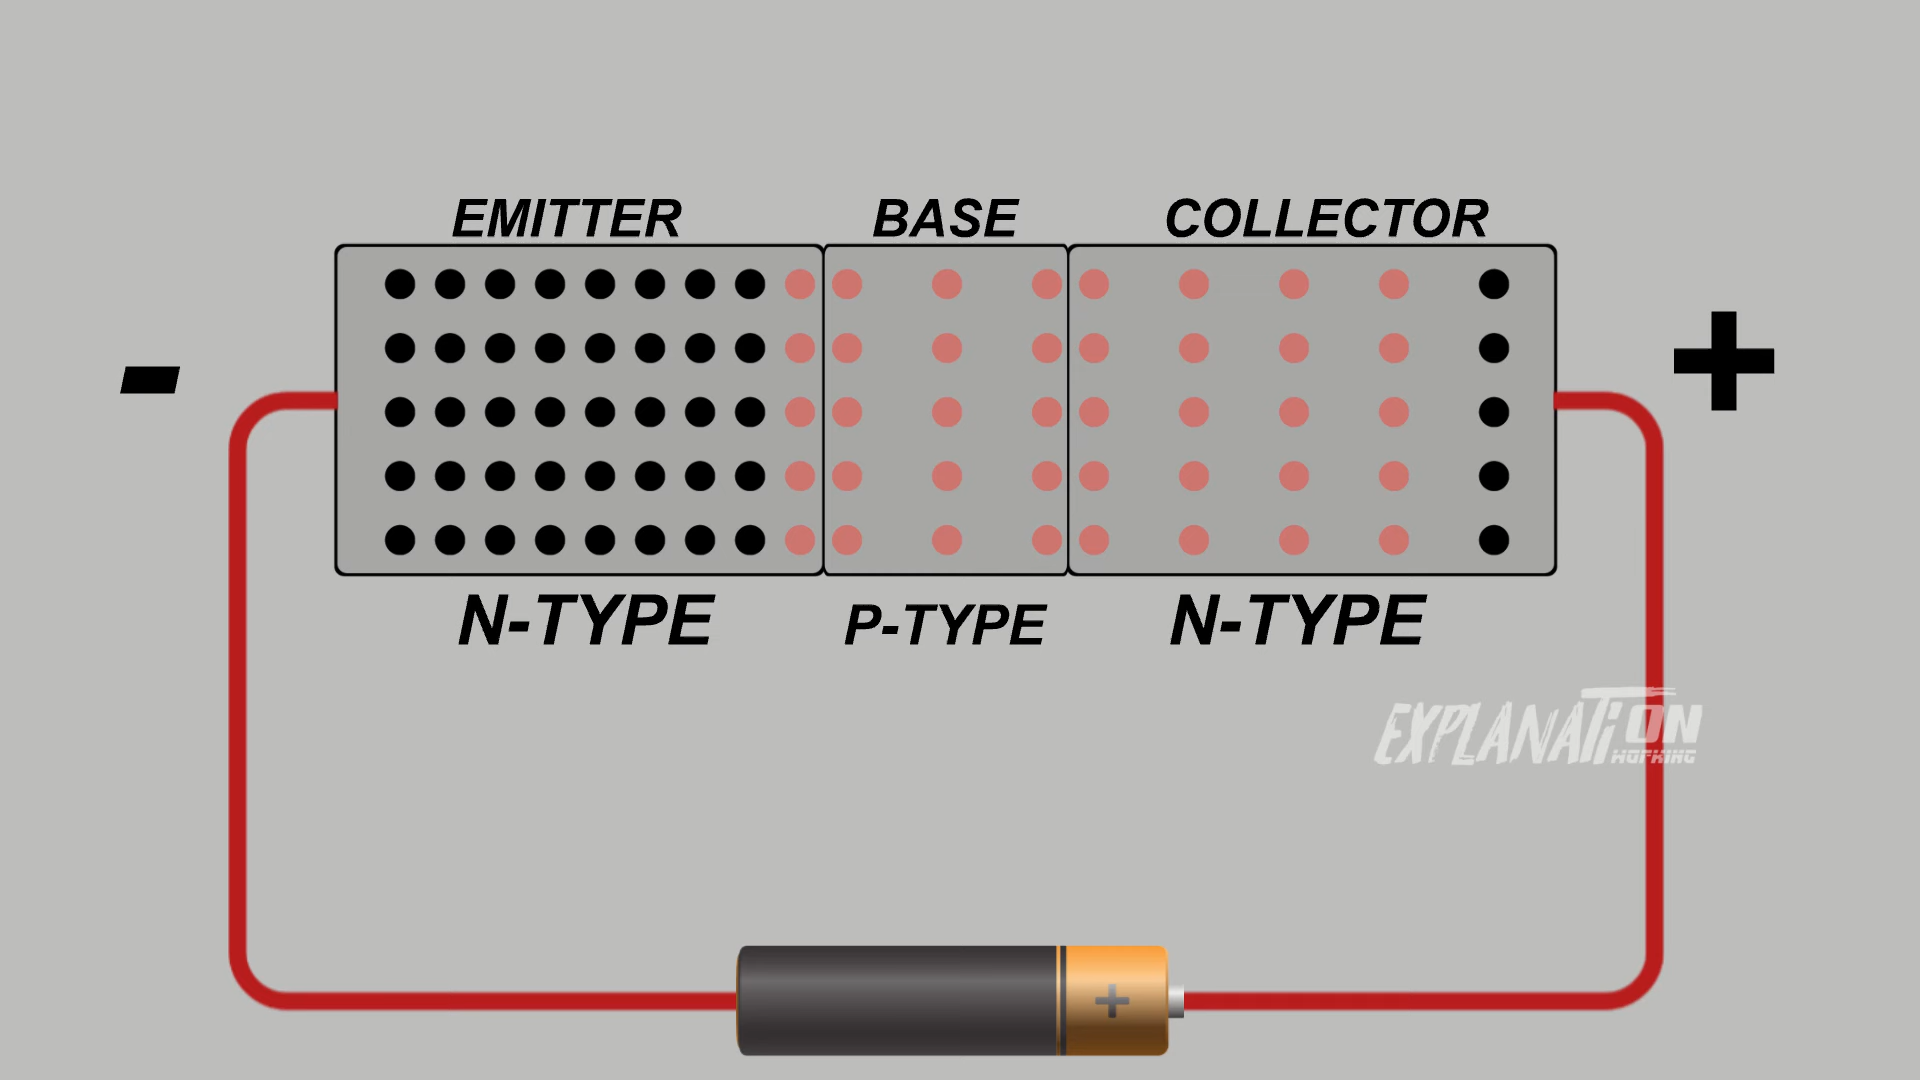 EMITTER
BASE
COLLECTOR
-
+
N-TYPE
P-TYPE
N-TYPE
EXPLANATION
+